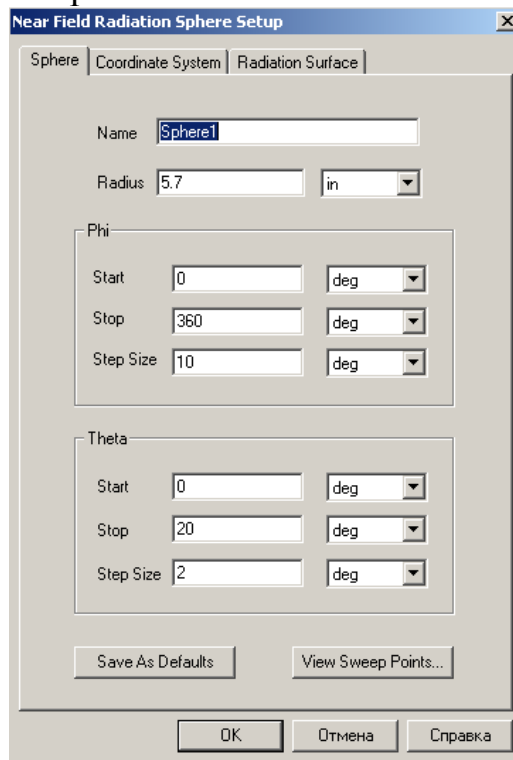 Near Field Radiation Sphere Setup
Sphere Coordinate System Radiation Surface
Name Sphere1
Radius 5.7 in
Phi
Start 0 deg
Stop 360 deg
Step Size 10 deg
Theta
Start 0 deg
Stop 20 deg
Step Size 2 deg
Save As Defaults View Sweep Points...
OK Отмена Справка